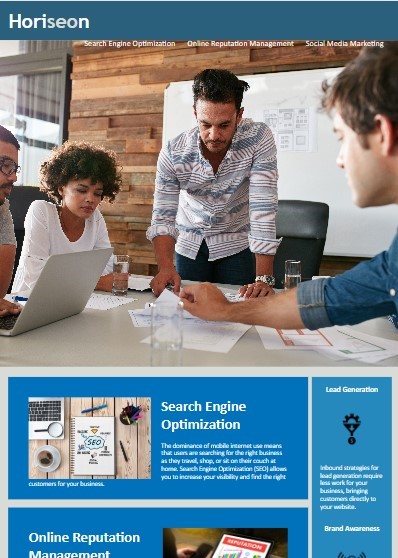 Horiseon
Search Engine Optimization Online Reputation Management Social Media Marketing
Search Engine
Optimization
The dominance of mobile internet use means
that users are searching for the right business
as they travel, shop, or sit on their couch at
home. Search Engine Optimization (SEO) allows
you to increase your visibility and find the right
customers for your business.
SEO
Lead Generation
Inbound strategies for
lead generation require
less work for your
business, bringing
customers directly to
your website.
Brand Awareness
Online Reputation
Management
REPUTATION